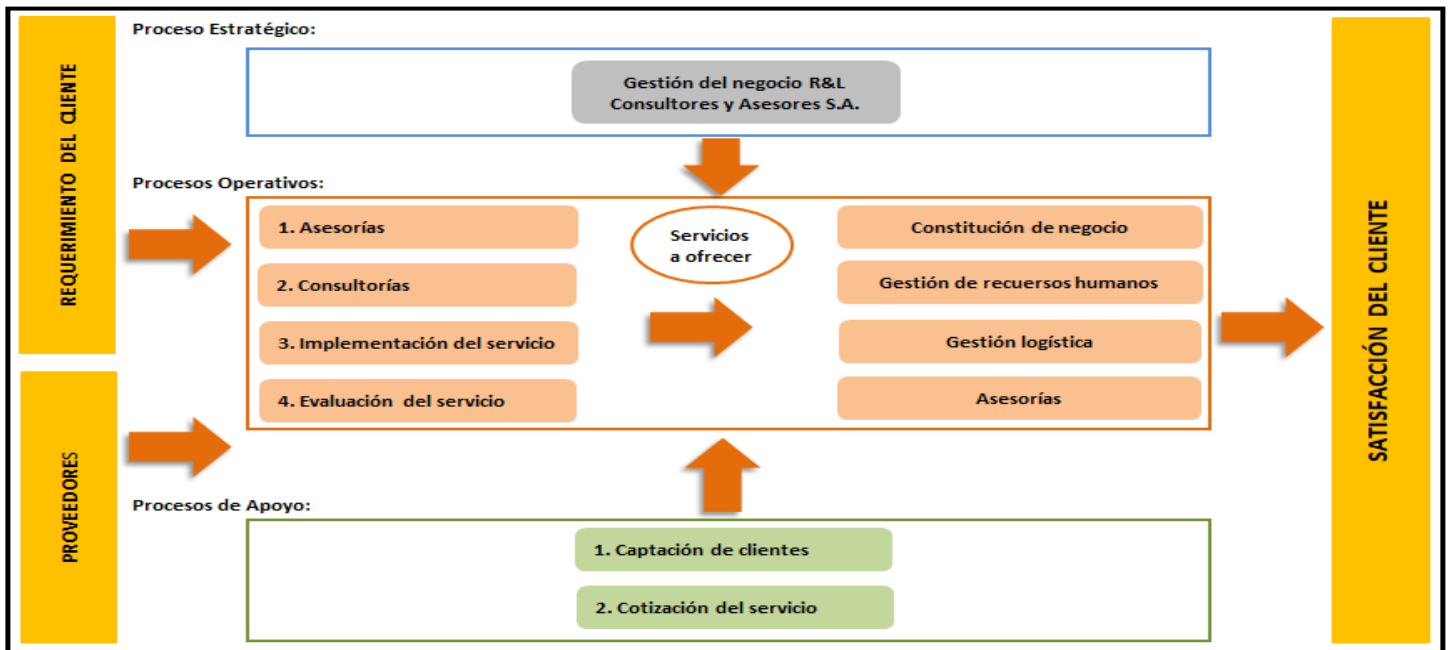 REQUERIMIENTO DEL CLIENTE
PROVEEDORES
Proceso Estratégico:
Gestión del negocio R&L
Consultores y Asesores S.A.
Procesos Operativos:
1. Asesorías
2. Consultorías
3. Implementación del servicio
4. Evaluación del servicio
Servicios
a ofrecer
Constitución de negocio
Gestión de recuersos humanos
Gestión logística
Asesorías
Procesos de Apoyo:
1. Captación de clientes
2. Cotización del servicio
SATISFACCIÓN DEL CLIENTE